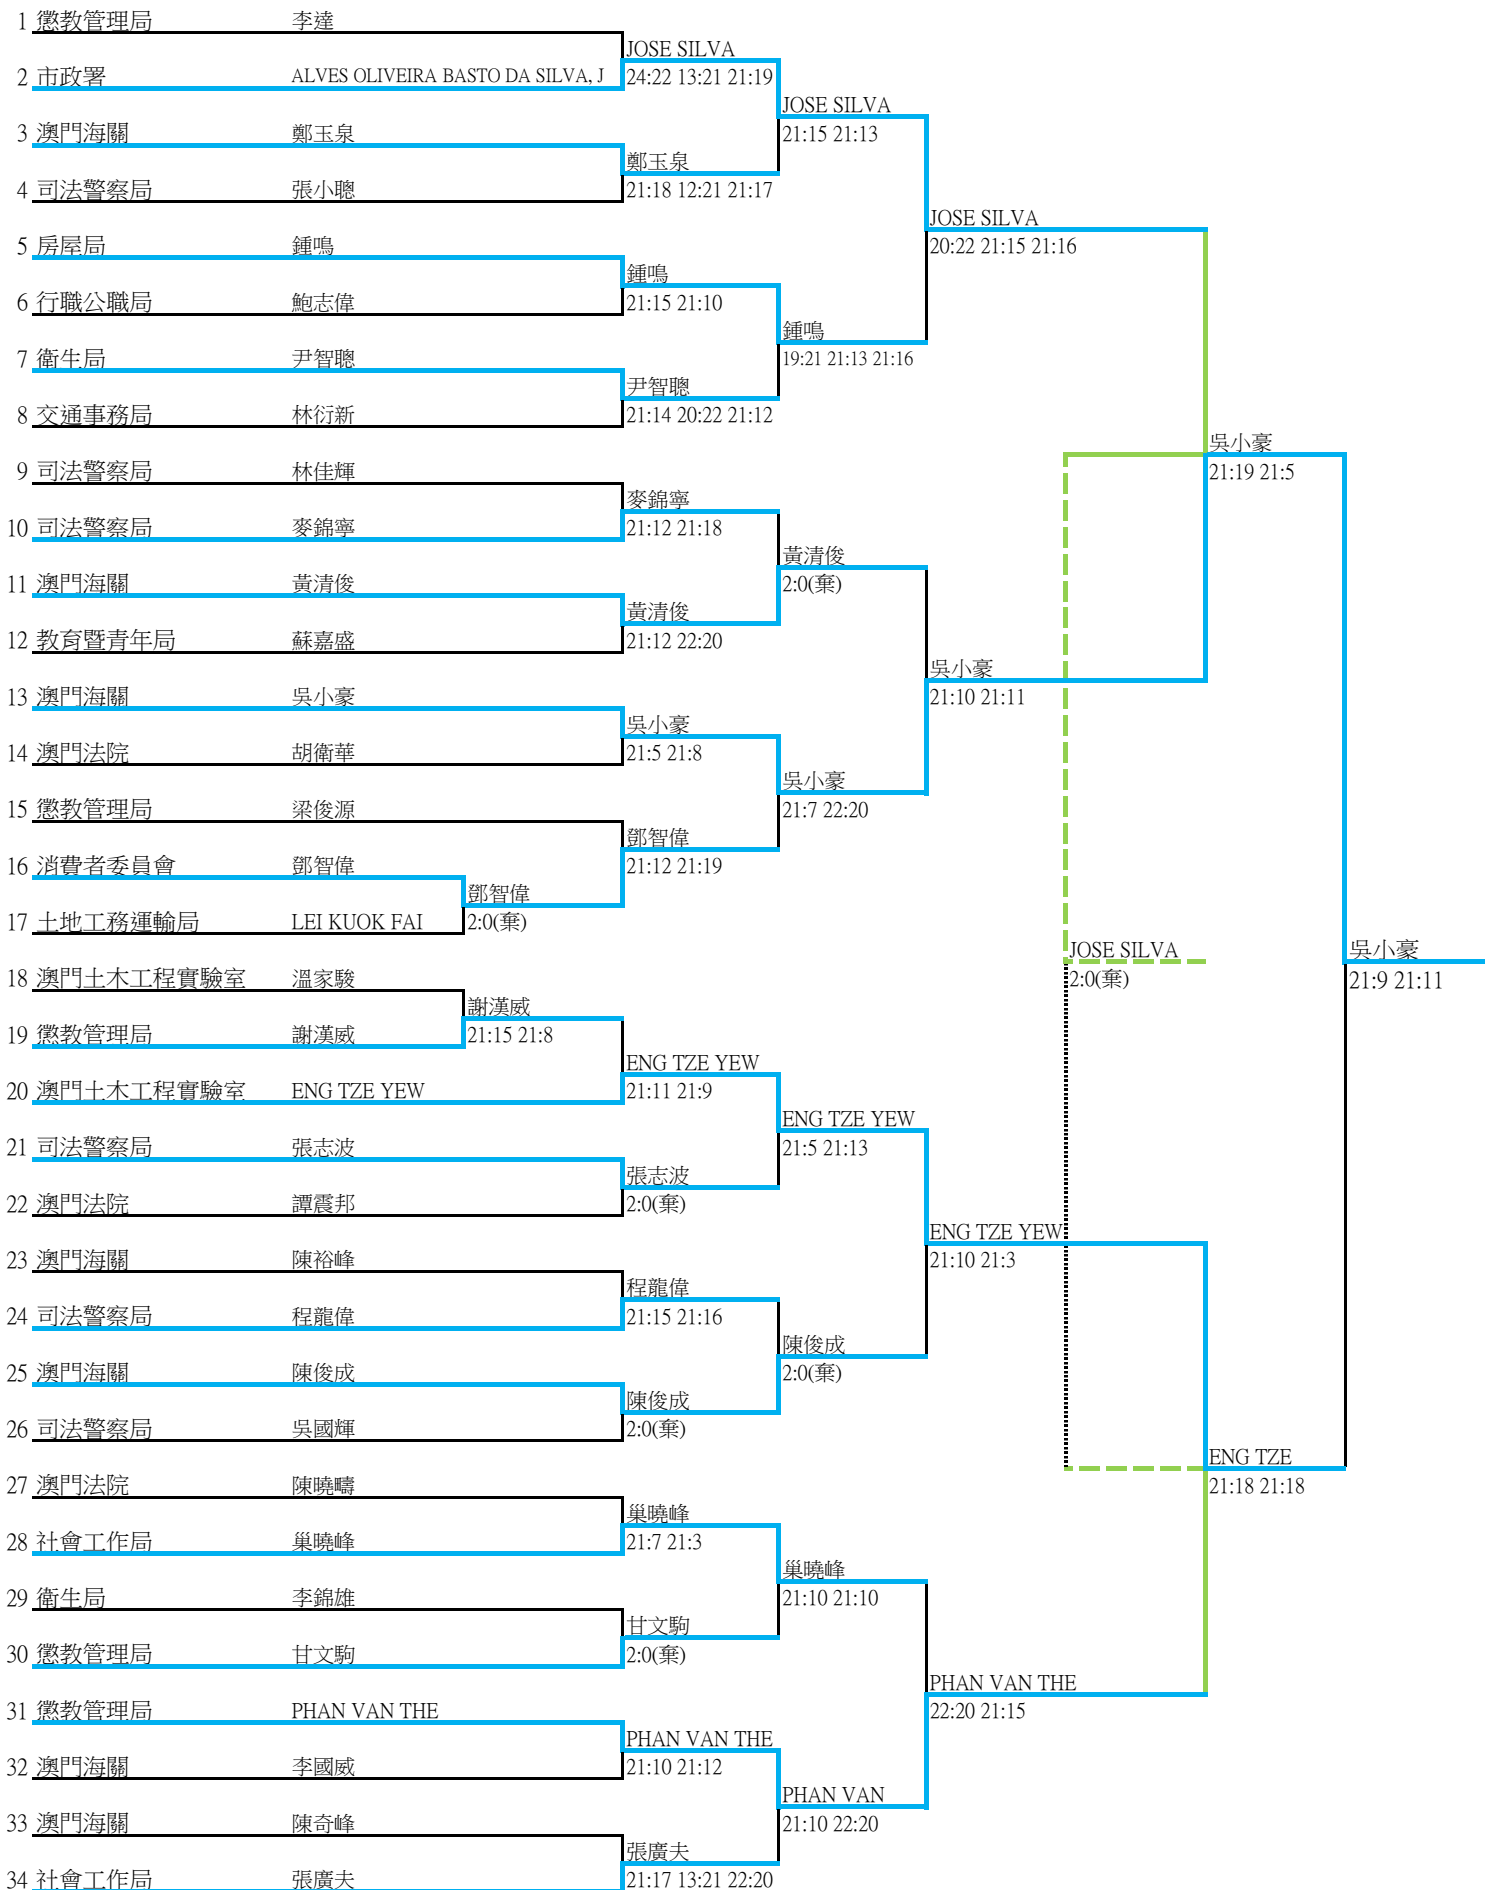 1 懲教管理局 李達
JOSE SILVA
2 市政署 ALVES OLIVEIRA BASTO DA SILVA, J 24:22 13:21 21:19
JOSE SILVA
3 澳門海關 鄭玉泉 21:15 21:13
鄭玉泉
4 司法警察局 張小聰 21:18 12:21 21:17
JOSE SILVA
5 房屋局 鍾鳴 20:22 21:15 21:16
鍾鳴
6 行職公職局 鮑志偉 21:15 21:10
鍾鳴
7 衛生局 尹智聰 19:21 21:13 21:16
尹智聰
8 交通事務局 林衍新 21:14 20:22 21:12
吳小豪
9 司法警察局 林佳輝 21:19 21:5
麥錦寧
10 司法警察局 麥錦寧 21:12 21:18
黃清俊
11 澳門海關 黃清俊 2:0(棄)
黃清俊
12 教育暨青年局 蘇嘉盛 21:12 22:20
吳小豪
13 澳門海關 吳小豪 21:10 21:11
吳小豪
14 澳門法院 胡衛華 21:5 21:8
吳小豪
15 懲教管理局 梁俊源 21:7 22:20
鄧智偉
16 消費者委員會 鄧智偉 21:12 21:19
鄧智偉
17 土地工務運輸局 LEI KUOK FAI 2:0(棄)
JOSE SILVA 吳小豪
18 澳門土木工程實驗室 溫家駿 2:0(棄) 21:9 21:11
謝漢威
19 懲教管理局 謝漢威 21:15 21:8
ENG TZE YEW
20 澳門土木工程實驗室 ENG TZE YEW 21:11 21:9
ENG TZE YEW
21 司法警察局 張志波 21:5 21:13
張志波
22 澳門法院 譚震邦 2:0(棄)
ENG TZE YEW
23 澳門海關 陳裕峰 21:10 21:3
程龍偉
24 司法警察局 程龍偉 21:15 21:16
陳俊成
25 澳門海關 陳俊成 2:0(棄)
陳俊成
26 司法警察局 吳國輝 2:0(棄)
ENG TZE
27 澳門法院 陳曉疇 21:18 21:18
巢曉峰
28 社會工作局 巢曉峰 21:7 21:3
巢曉峰
29 衛生局 李錦雄 21:10 21:10
甘文駒
30 懲教管理局 甘文駒 2:0(棄)
PHAN VAN THE
31 懲教管理局 PHAN VAN THE 22:20 21:15
PHAN VAN THE
32 澳門海關 李國威 21:10 21:12
PHAN VAN
33 澳門海關 陳奇峰 21:10 22:20
張廣夫
34 社會工作局 張廣夫 21:17 13:21 22:20